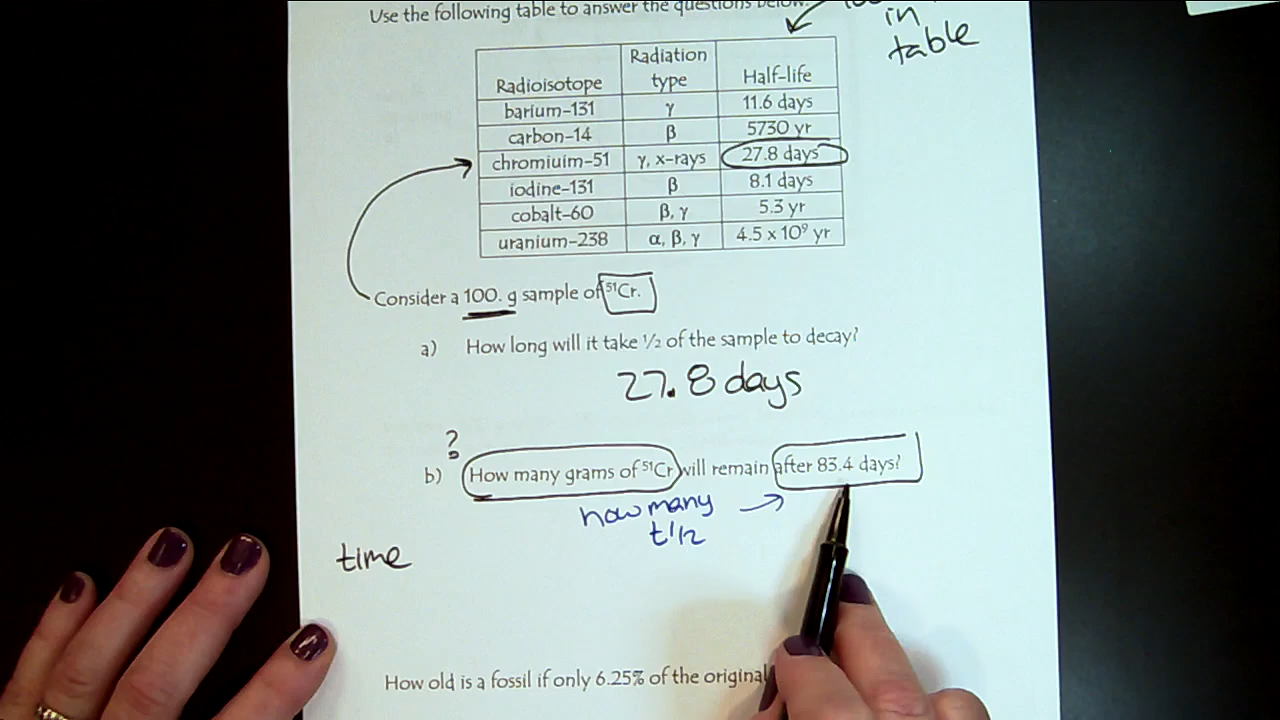 Use the following table to answer the questions below.
in
table
Radioisotope Radiation type Half-life
barium-131 γ 11.6 days
carbon-14 β 5730 yr
chromiuim-51 γ, x-rays 27.8 days
iodine-131 β 8.1 days
cobalt-60 β, γ 5.3 yr
uranium-238 α, β, γ 4.5 x 10⁹ yr
Consider a 100. g sample of ⁵¹Cr.
a) How long will it take ½ of the sample to decay?
27.8 days
?
b) How many grams of ⁵¹Cr will remain after 83.4 days?
how many →
t1/2
time
How old is a fossil if only 6.25% of the original